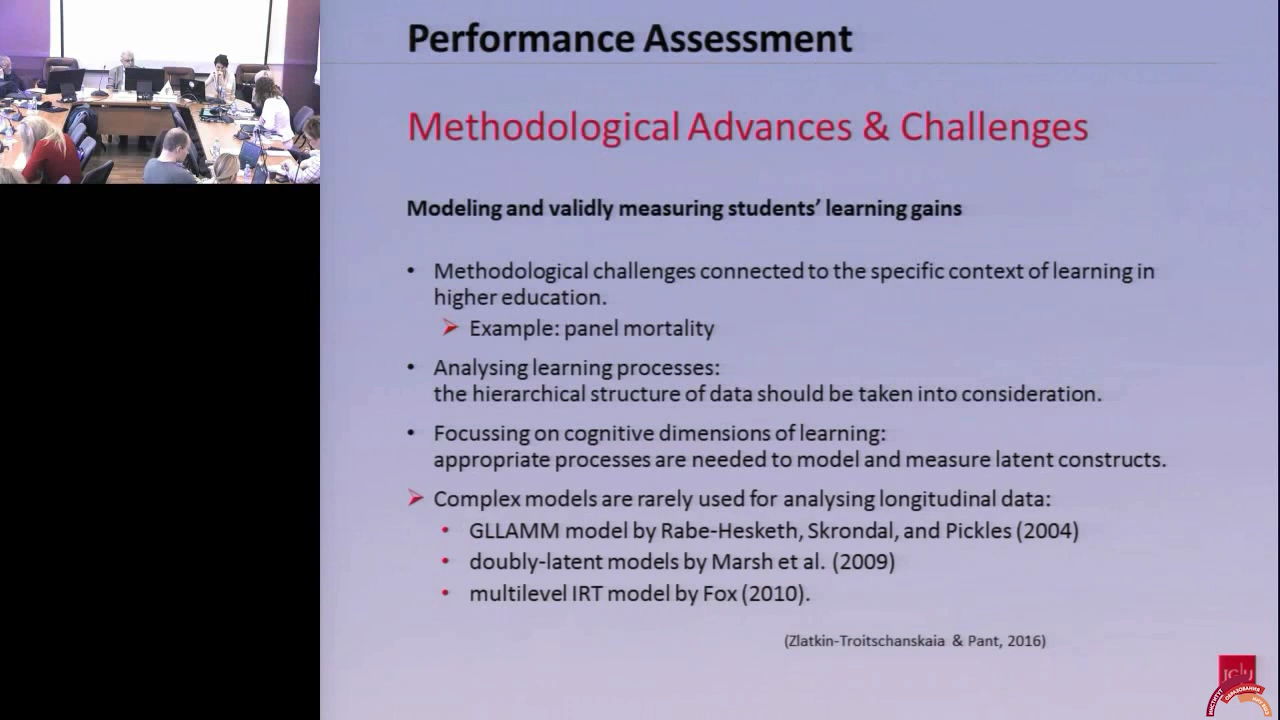 Performance Assessment
Methodological Advances & Challenges
Modeling and validly measuring students' learning gains
• Methodological challenges connected to the specific context of learning in
higher education.
➢ Example: panel mortality
• Analysing learning processes:
the hierarchical structure of data should be taken into consideration.
• Focussing on cognitive dimensions of learning:
appropriate processes are needed to model and measure latent constructs.
➢ Complex models are rarely used for analysing longitudinal data:
• GLLAMM model by Rabe-Hesketh, Skrondal, and Pickles (2004)
• doubly-latent models by Marsh et al. (2009)
• multilevel IRT model by Fox (2010).
(Zlatkin-Troitschanskaia & Pant, 2016)
ИНСТИТУТ
ОБРАЗОВАНИЯ